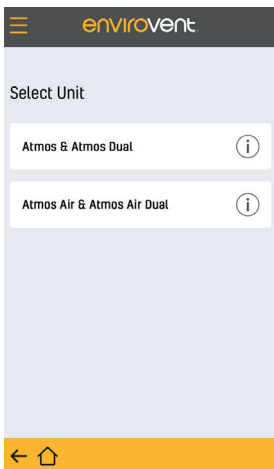 envirovent.
Select Unit
Atmos & Atmos Dual
Atmos Air & Atmos Air Dual